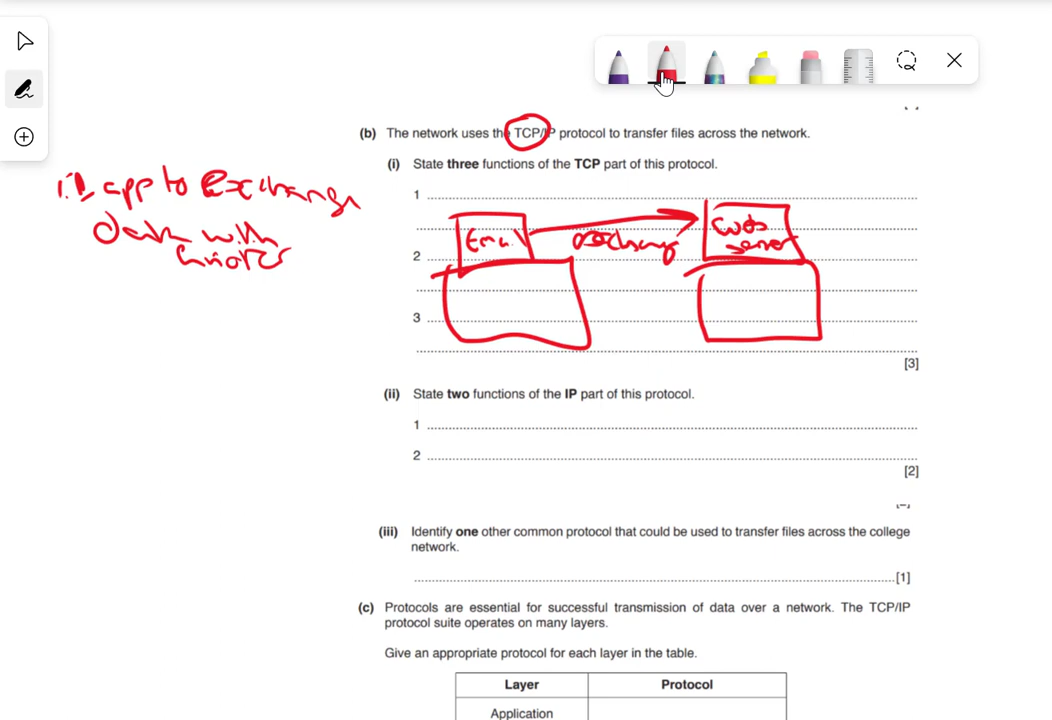 (b) The network uses the TCP/IP protocol to transfer files across the network.
(i) State three functions of the TCP part of this protocol.
1! app to Exchange
data with
another
1
Email
exchang
web
server
2
3
[3]
(ii) State two functions of the IP part of this protocol.
1
2
[2]
(iii) Identify one other common protocol that could be used to transfer files across the college
network.
[1]
(c) Protocols are essential for successful transmission of data over a network. The TCP/IP
protocol suite operates on many layers.
Give an appropriate protocol for each layer in the table.
Layer Protocol
Application